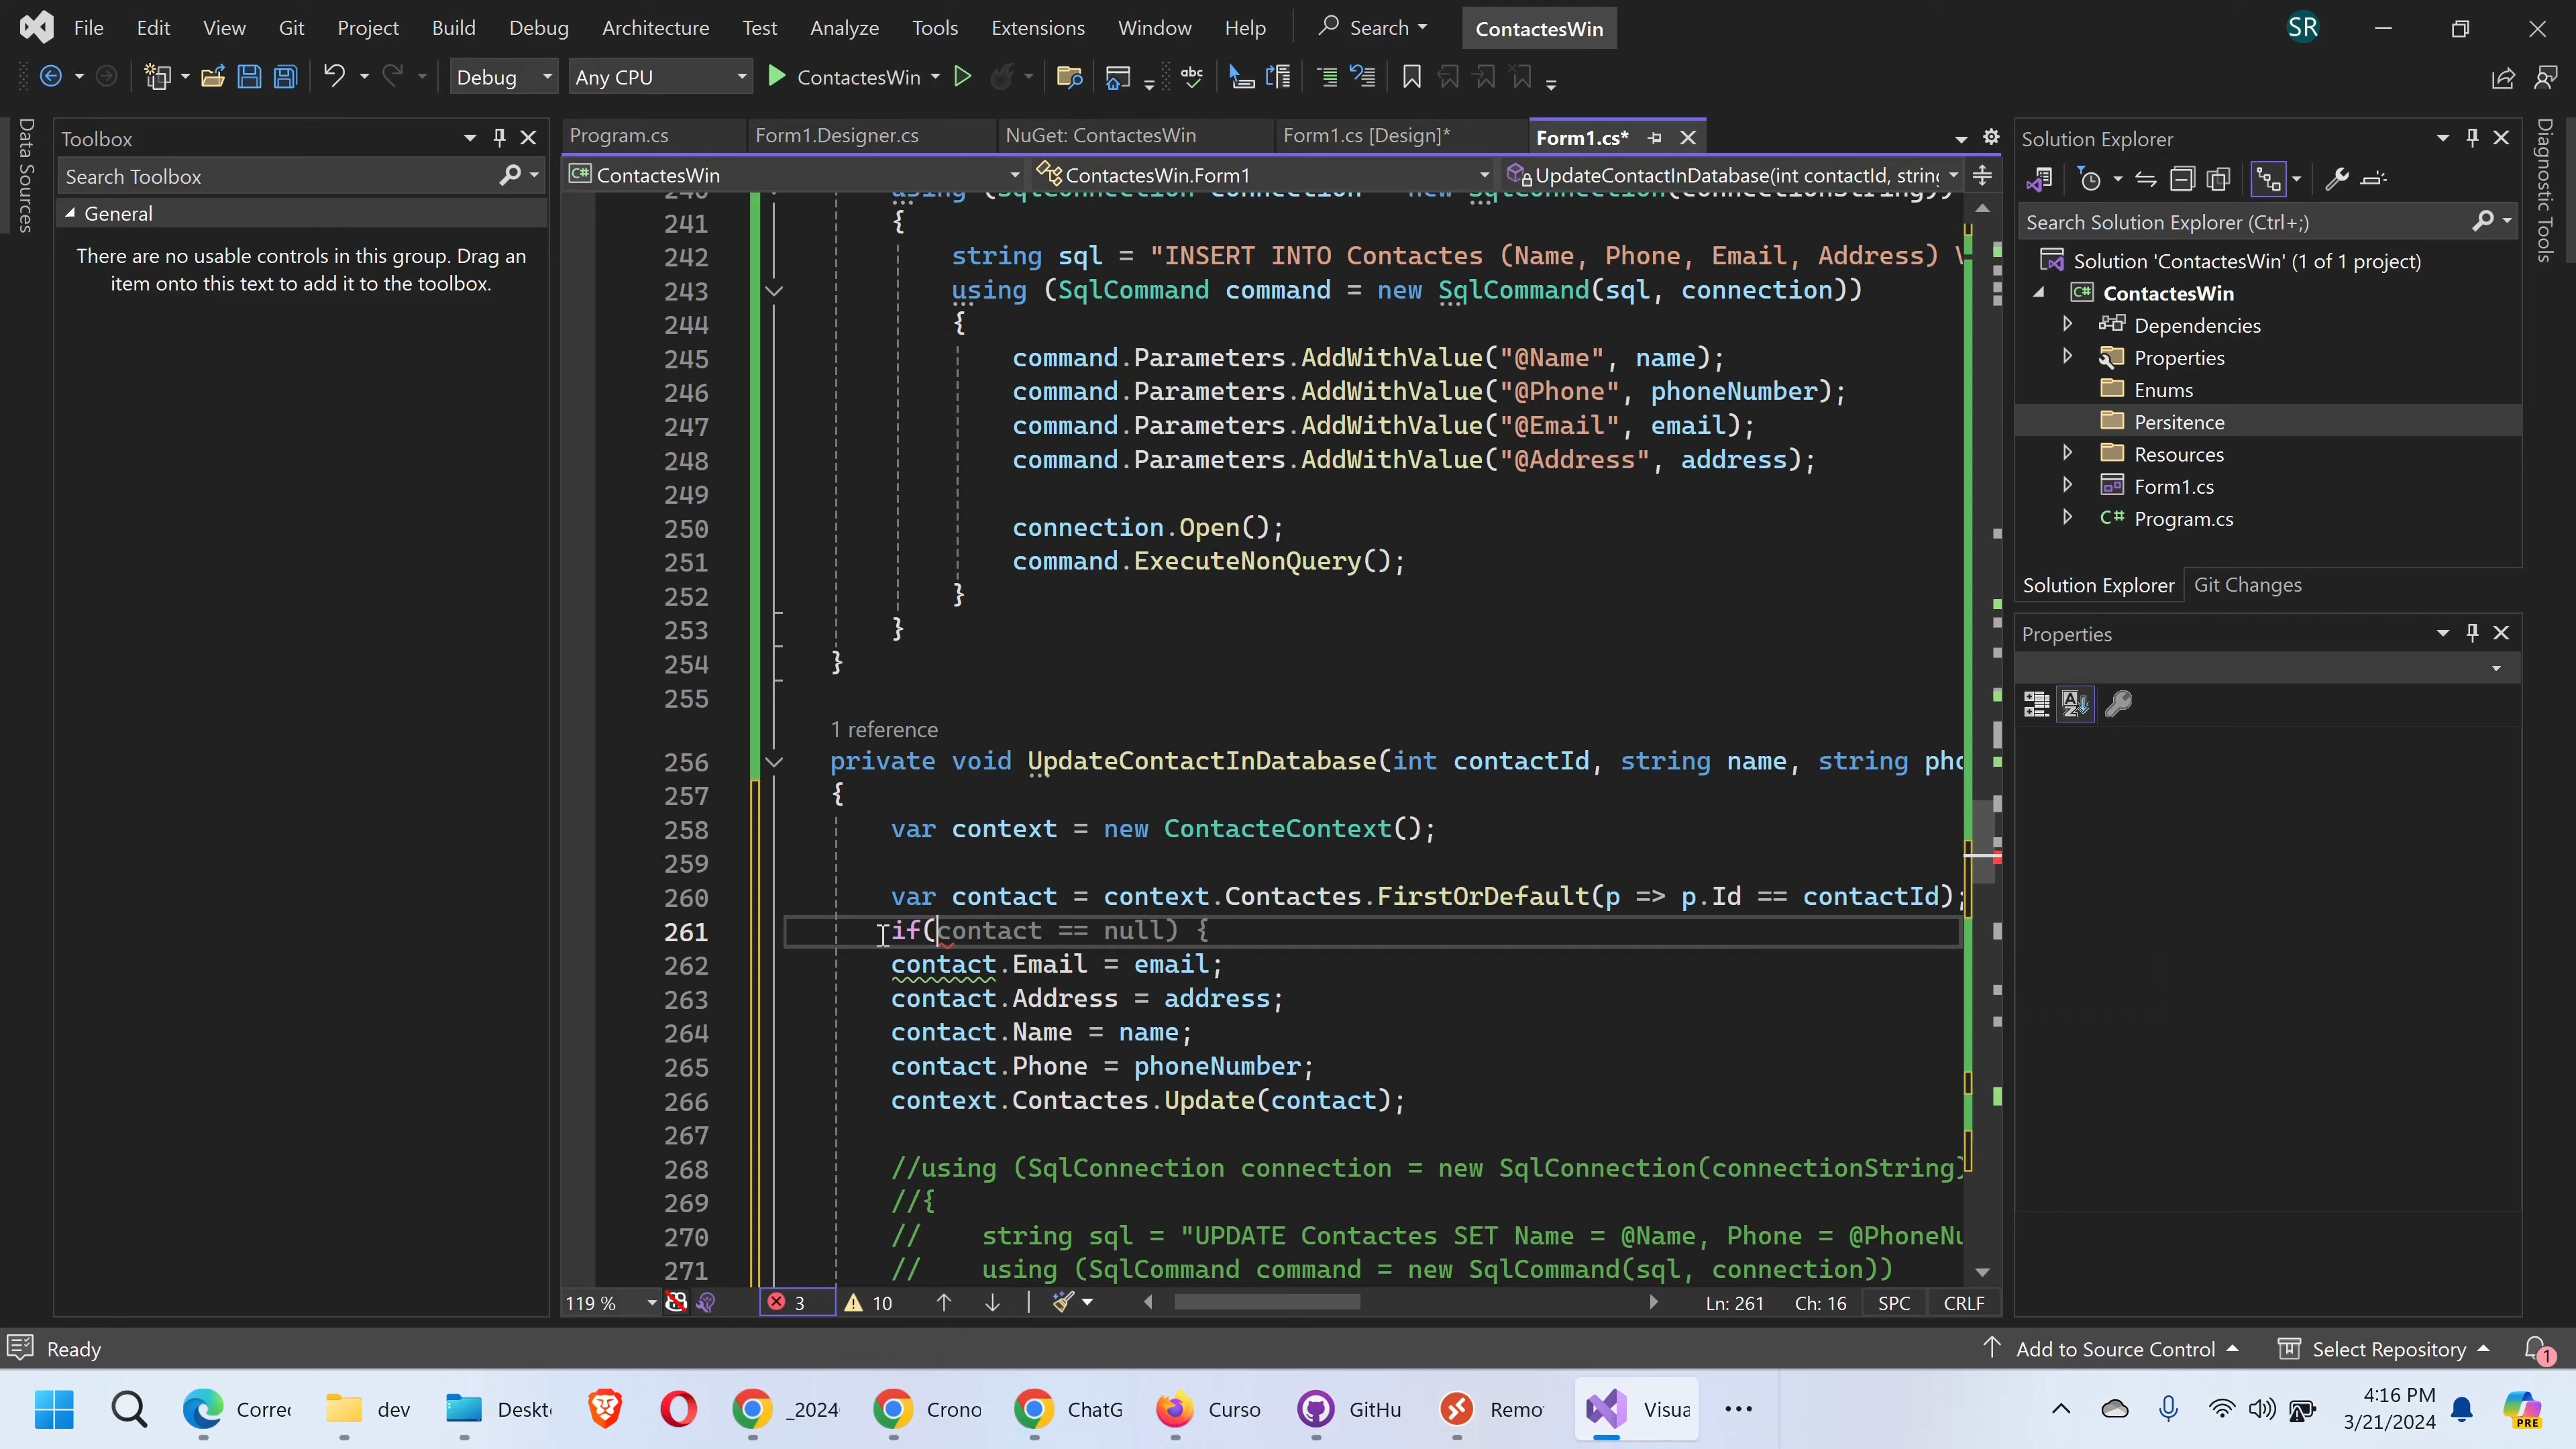 File Edit View Git Project Build Debug Architecture Test Analyze Tools Extensions Window Help Search ContactesWin SR
Debug Any CPU ContactesWin
Data Sources
Toolbox
Search Toolbox
General
There are no usable controls in this group. Drag an
item onto this text to add it to the toolbox.
Program.cs Form1.Designer.cs NuGet: ContactesWin Form1.cs [Design]* Form1.cs*
ContactesWin ContactesWin.Form1 UpdateContactInDatabase(int contactId, string
240 using (SqlConnection connection = new SqlConnection(connectionString))
241 {
242 string sql = "INSERT INTO Contactes (Name, Phone, Email, Address)
243 using (SqlCommand command = new SqlCommand(sql, connection))
244 {
245 command.Parameters.AddWithValue("@Name", name);
246 command.Parameters.AddWithValue("@Phone", phoneNumber);
247 command.Parameters.AddWithValue("@Email", email);
248 command.Parameters.AddWithValue("@Address", address);
249
250 connection.Open();
251 command.ExecuteNonQuery();
252 }
253 }
254 }
255
1 reference
256 private void UpdateContactInDatabase(int contactId, string name, string pho
257 {
258 var context = new ContacteContext();
259
260 var contact = context.Contactes.FirstOrDefault(p => p.Id == contactId);
261 if(contact == null) {
262 contact.Email = email;
263 contact.Address = address;
264 contact.Name = name;
265 contact.Phone = phoneNumber;
266 context.Contactes.Update(contact);
267
268 //using (SqlConnection connection = new SqlConnection(connectionString)
269 //{
270 // string sql = "UPDATE Contactes SET Name = @Name, Phone = @PhoneNu
271 // using (SqlCommand command = new SqlCommand(sql, connection))
119 % 3 10 Ln: 261 Ch: 16 SPC CRLF
Solution Explorer
Search Solution Explorer (Ctrl+;)
Solution 'ContactesWin' (1 of 1 project)
ContactesWin
Dependencies
Properties
Enums
Persitence
Resources
Form1.cs
Program.cs
Solution Explorer Git Changes
Properties
Diagnostic Tools
Ready Add to Source Control Select Repository 1
Correc dev Deskto _2024 Crono ChatG Curso GitHu Remo Visua
4:16 PM
3/21/2024
PRE